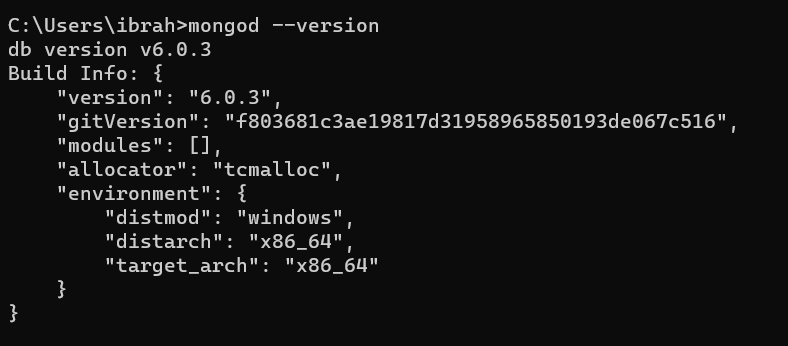 C:\Users\ibrah>mongod --version
db version v6.0.3
Build Info: {
    "version": "6.0.3",
    "gitVersion": "f803681c3ae19817d31958965850193de067c516",
    "modules": [],
    "allocator": "tcmalloc",
    "environment": {
        "distmod": "windows",
        "distarch": "x86_64",
        "target_arch": "x86_64"
    }
}